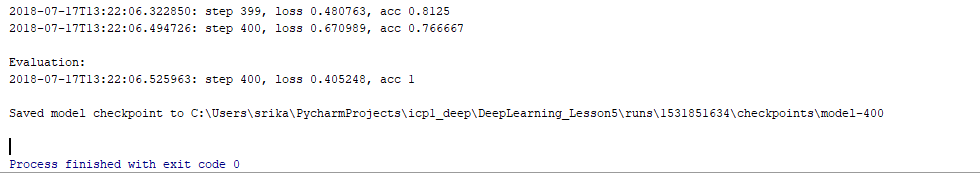 2018-07-17T13:22:06.322850: step 399, loss 0.480763, acc 0.8125
2018-07-17T13:22:06.494726: step 400, loss 0.670989, acc 0.766667
Evaluation:
2018-07-17T13:22:06.525963: step 400, loss 0.405248, acc 1
Saved model checkpoint to C:\Users\srika\PycharmProjects\icp1_deep\DeepLearning_Lesson5\runs\1531851634\checkpoints\model-400
Process finished with exit code 0